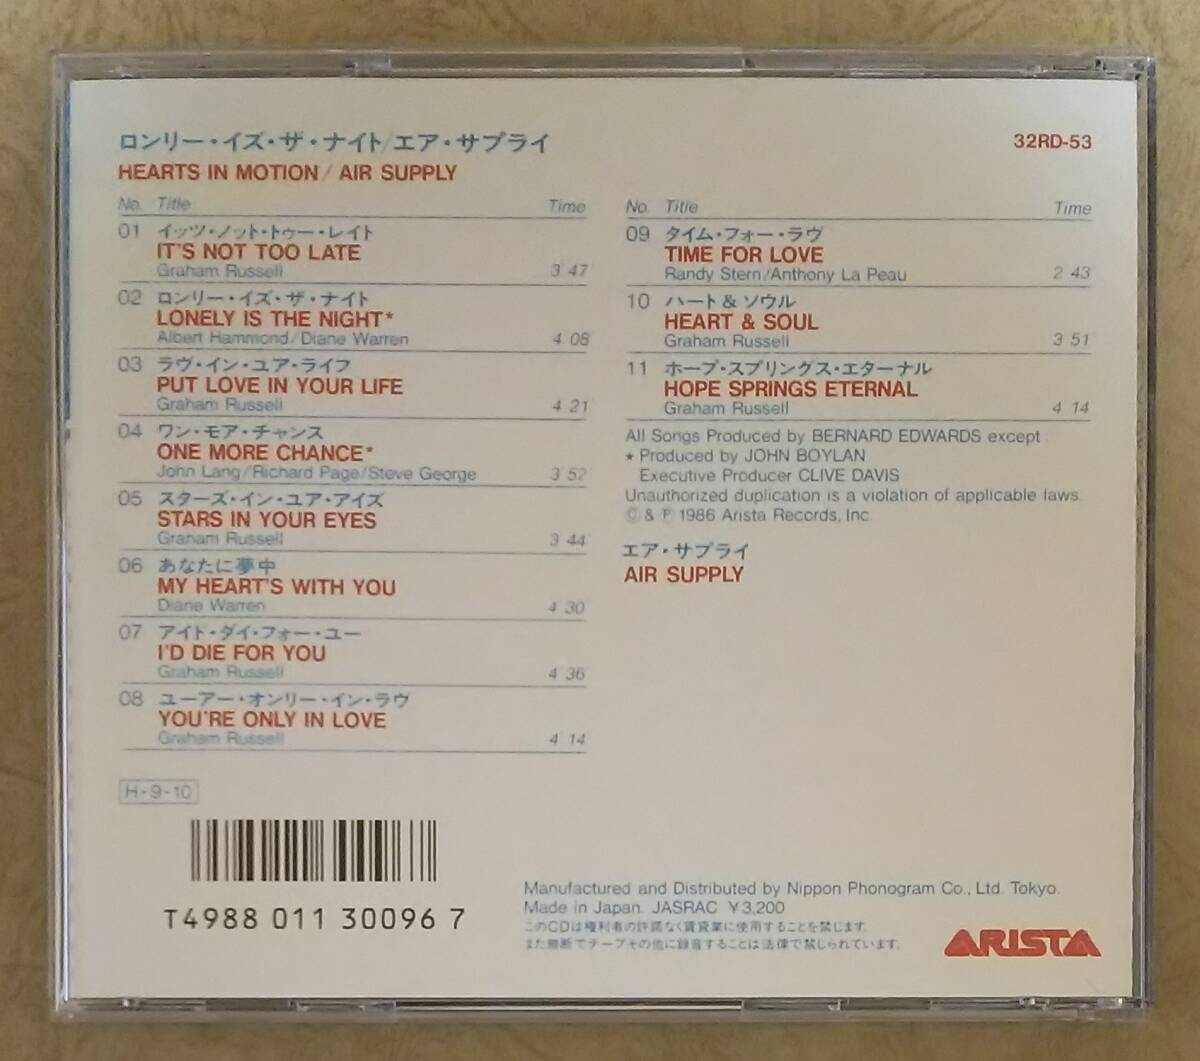 ロンリー・イズ・ザ・ナイト/エア・サプライ
HEARTS IN MOTION / AIR SUPPLY
32RD-53
No. Title Time
01 イッツ・ノット・トゥー・レイト
IT'S NOT TOO LATE
Graham Russell 3 47
02 ロンリー・イズ・ザ・ナイト
LONELY IS THE NIGHT*
Albert Hammond/Diane Warren 4 08
03 ラヴ・イン・ユア・ライフ
PUT LOVE IN YOUR LIFE
Graham Russell 4 21
04 ワン・モア・チャンス
ONE MORE CHANCE*
John Lang/Richard Page/Steve George 3 52
05 スターズ・イン・ユア・アイズ
STARS IN YOUR EYES
Graham Russell 3 44
06 あなたに夢中
MY HEART'S WITH YOU
Diane Warren 4 30
07 アイド・ダイ・フォー・ユー
I'D DIE FOR YOU
Graham Russell 4 36
08 ユーアー・オンリー・イン・ラヴ
YOU'RE ONLY IN LOVE
Graham Russell 4 14
No. Title Time
09 タイム・フォー・ラヴ
TIME FOR LOVE
Randy Stern/Anthony La Peau 2 43
10 ハート&ソウル
HEART & SOUL
Graham Russell 3 51
11 ホープ・スプリングス・エターナル
HOPE SPRINGS ETERNAL
Graham Russell 4 14
All Songs Produced by BERNARD EDWARDS except
* Produced by JOHN BOYLAN
Executive Producer CLIVE DAVIS
Unauthorized duplication is a violation of applicable laws.
© & ℗ 1986 Arista Records, Inc.
エア・サプライ
AIR SUPPLY
H-9-10
T4988 011 30096 7
Manufactured and Distributed by Nippon Phonogram Co., Ltd. Tokyo.
Made in Japan. JASRAC ¥3,200
このCDは権利者の許諾なく賃貸業に使用することを禁じます。
また無断でテープその他に録音することは法律で禁じられています。
ARISTA